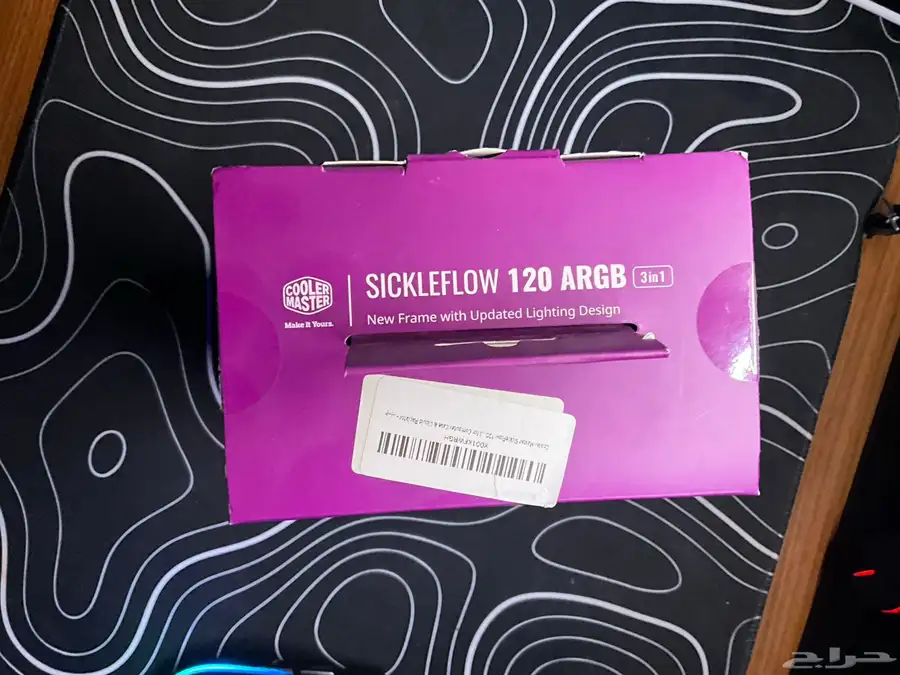 COOLER
MASTER
Make It Yours.
SICKLEFLOW 120 ARGB 3in1
New Frame with Updated Lighting Design
حراج